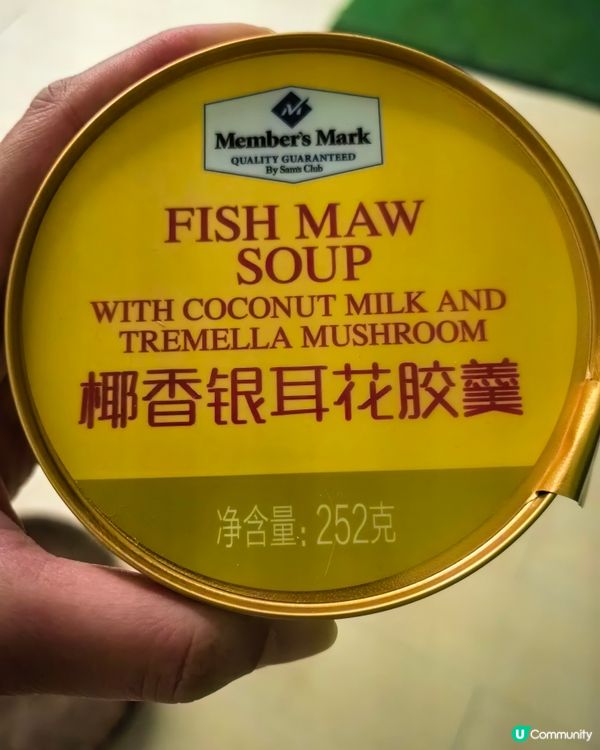 Member's Mark
QUALITY GUARANTEED
By Sam's Club
FISH MAW
SOUP
WITH COCONUT MILK AND
TREMELLA MUSHROOM
椰香银耳花胶羹
净含量:252克
U Community